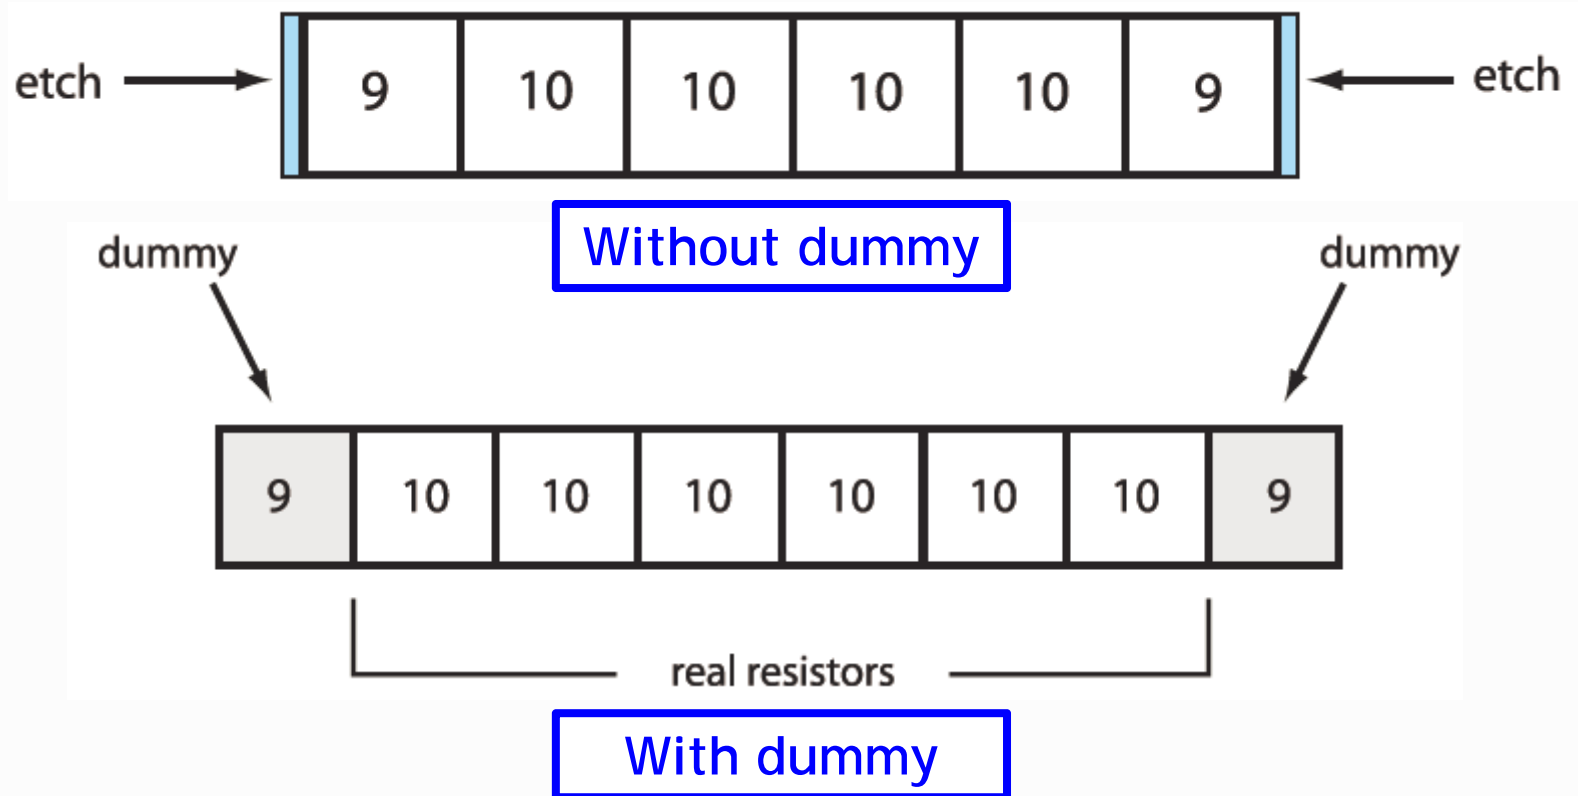 etch 9 10 10 10 10 9 etch
Without dummy
dummy dummy
9 10 10 10 10 10 10 9
real resistors
With dummy